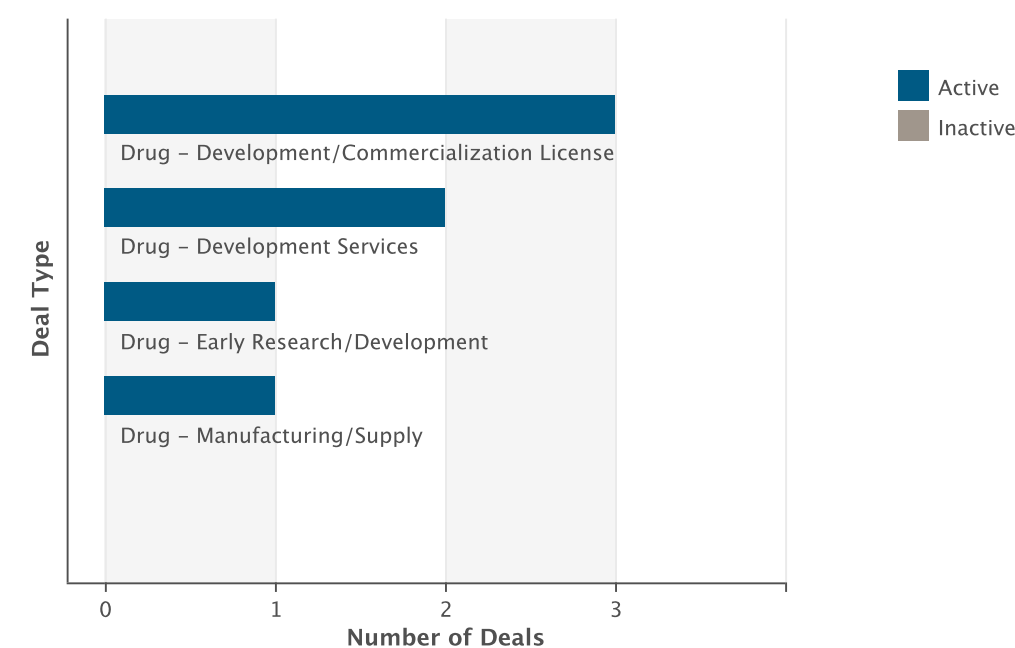 Active
Inactive
Drug – Development/Commercialization License
Drug – Development Services
Drug – Early Research/Development
Drug – Manufacturing/Supply
Deal Type
0 1 2 3
Number of Deals